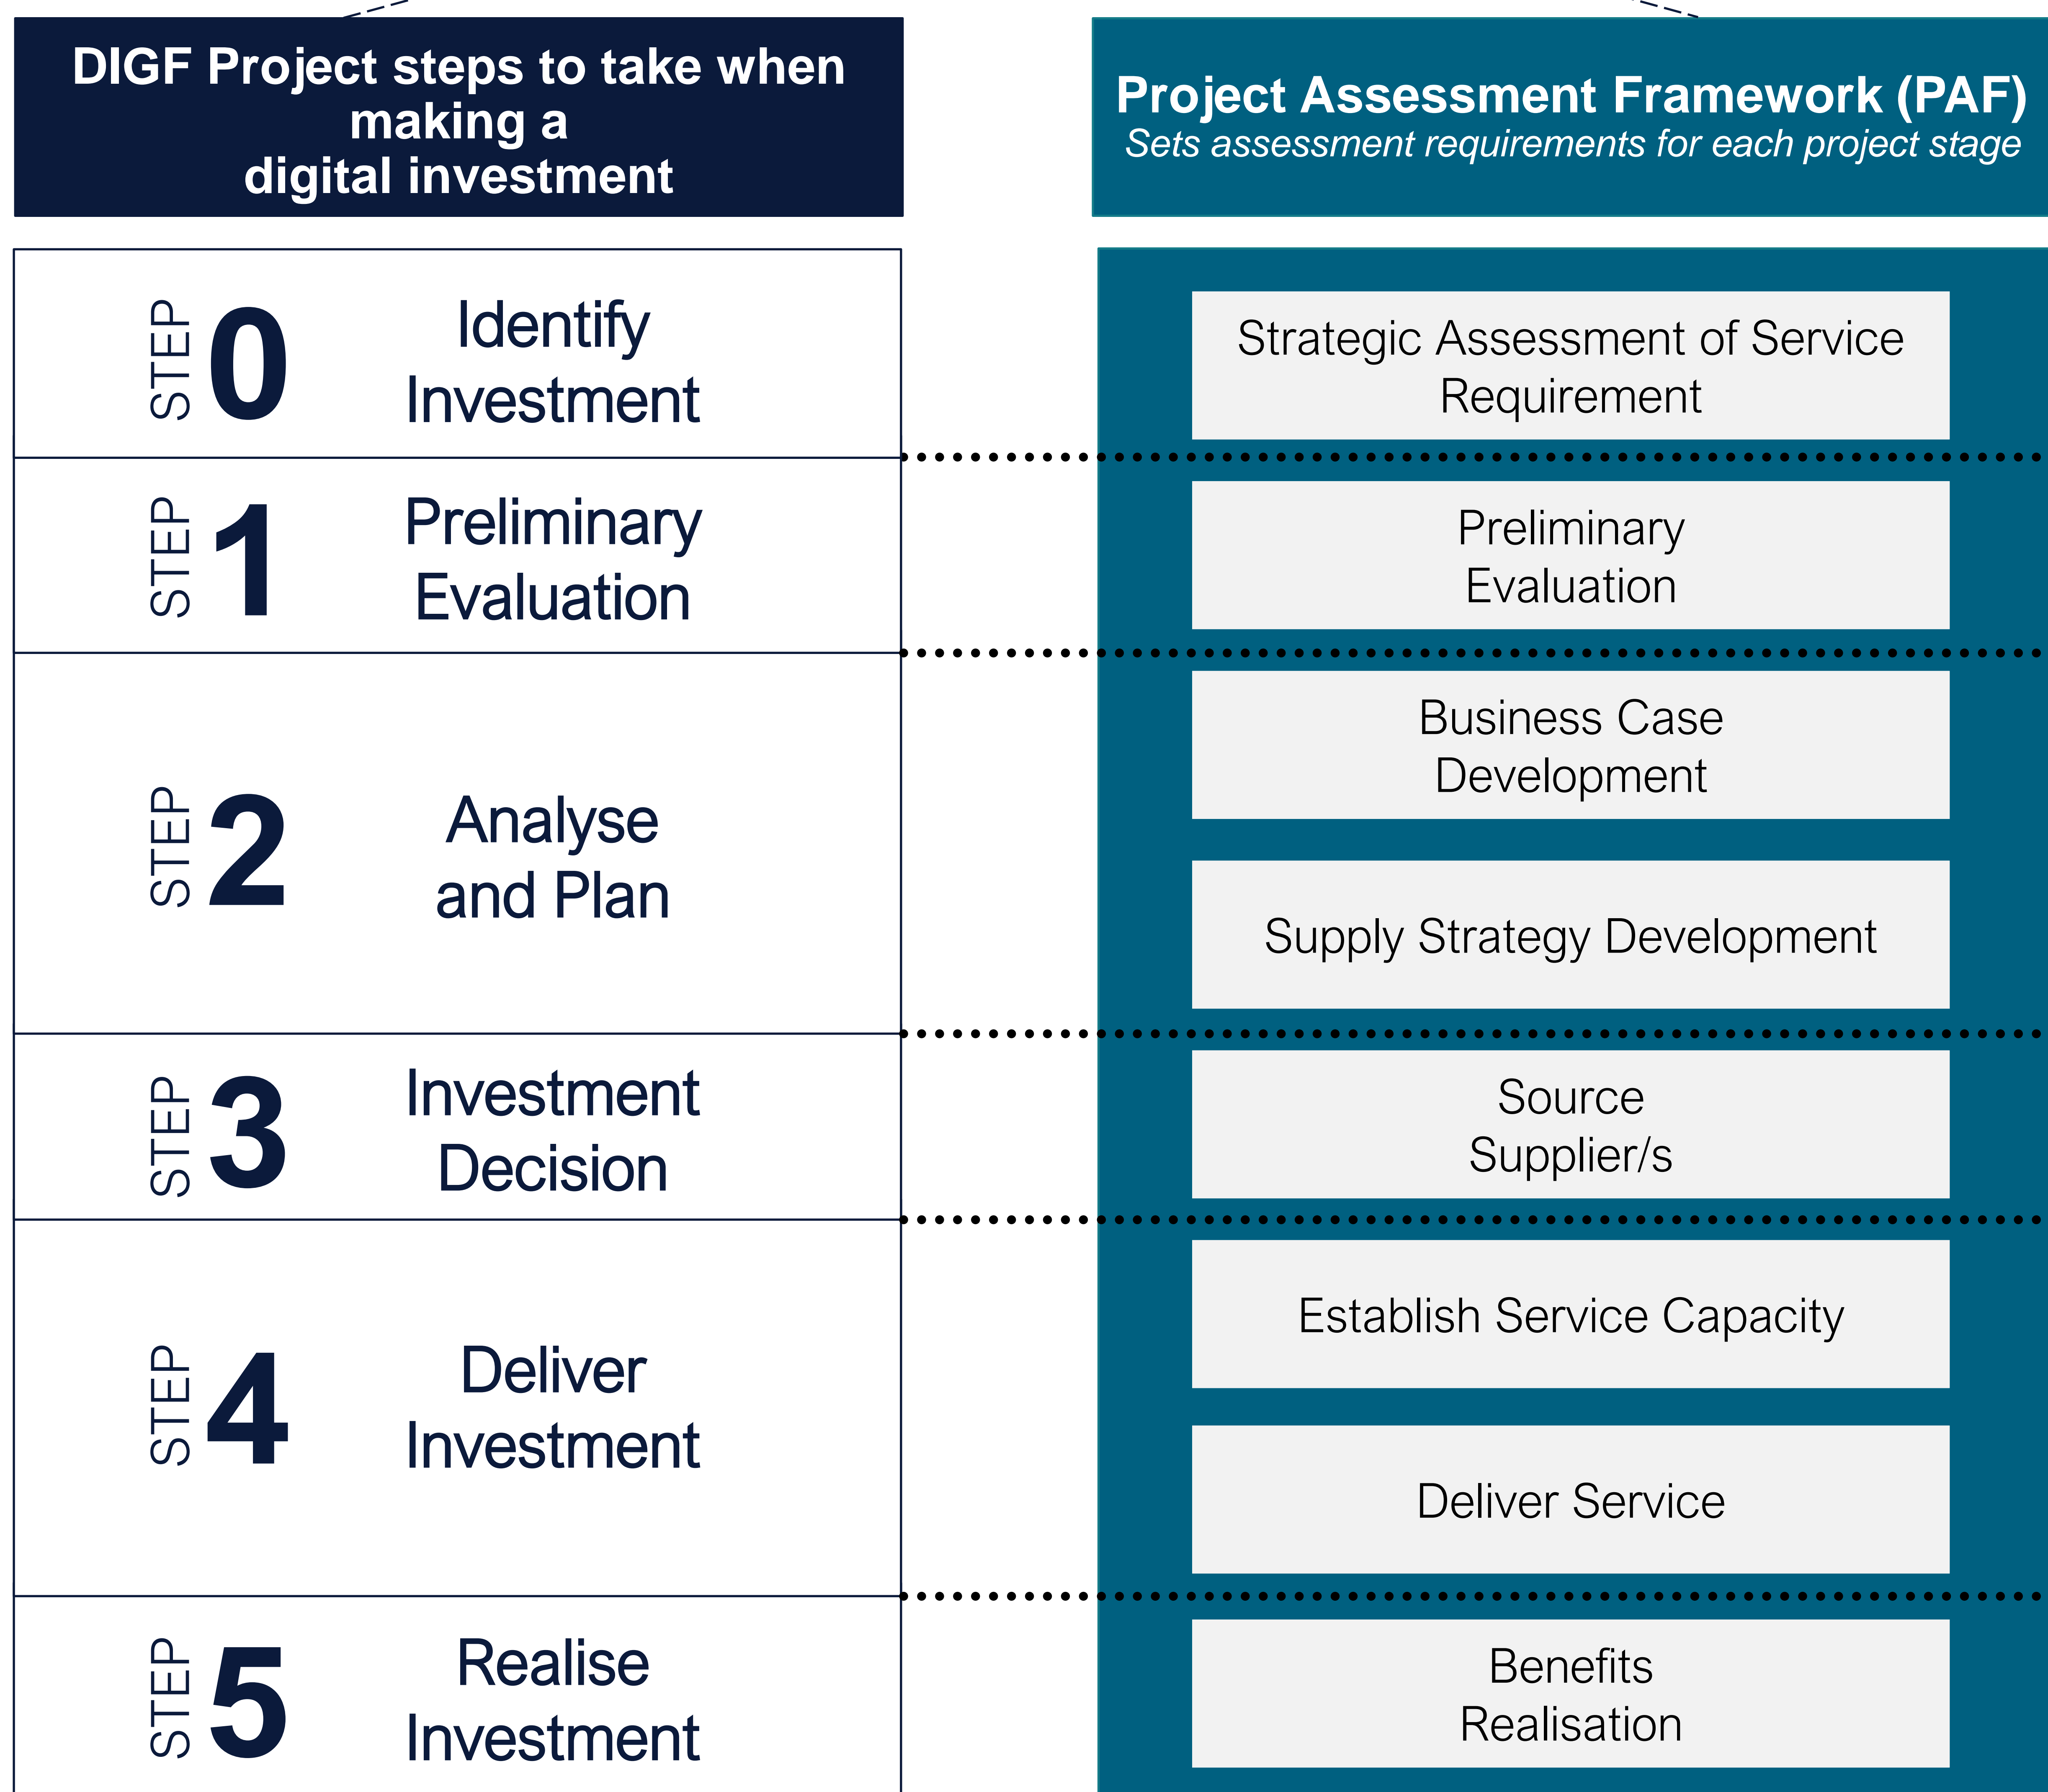 DIGF Project steps to take when
making a
digital investment
Project Assessment Framework (PAF)
Sets assessment requirements for each project stage
STEP 0
Identify
Investment
Strategic Assessment of Service
Requirement
STEP 1
Preliminary
Evaluation
Preliminary
Evaluation
STEP 2
Analyse
and Plan
Business Case
Development
Supply Strategy Development
STEP 3
Investment
Decision
Source
Supplier/s
STEP 4
Deliver
Investment
Establish Service Capacity
Deliver Service
STEP 5
Realise
Investment
Benefits
Realisation